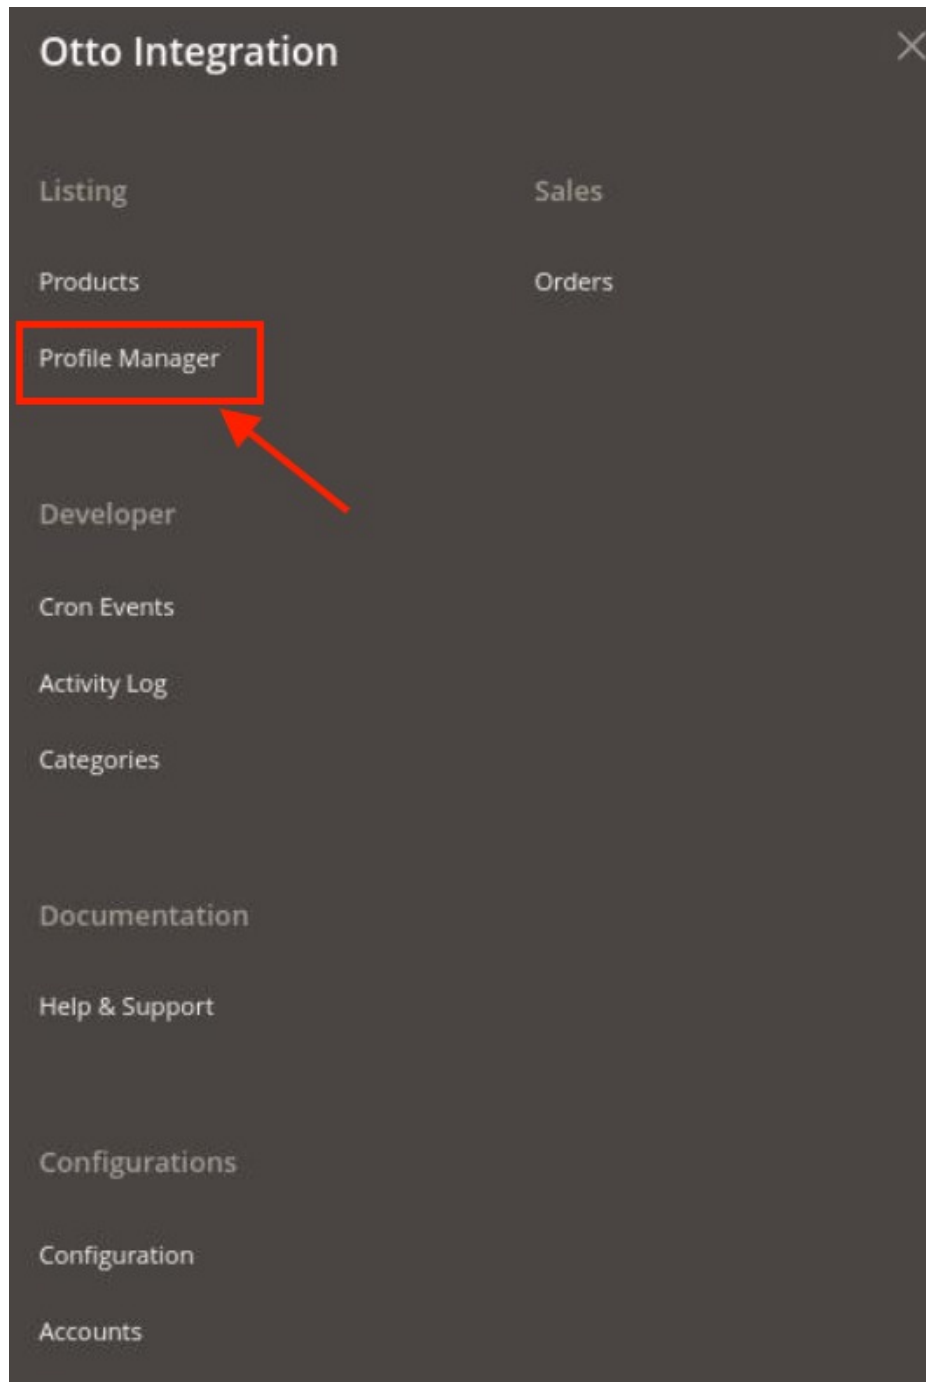 Otto Integration
Listing
Products
Profile Manager
Sales
Orders
Developer
Cron Events
Activity Log
Categories
Documentation
Help & Support
Configurations
Configuration
Accounts